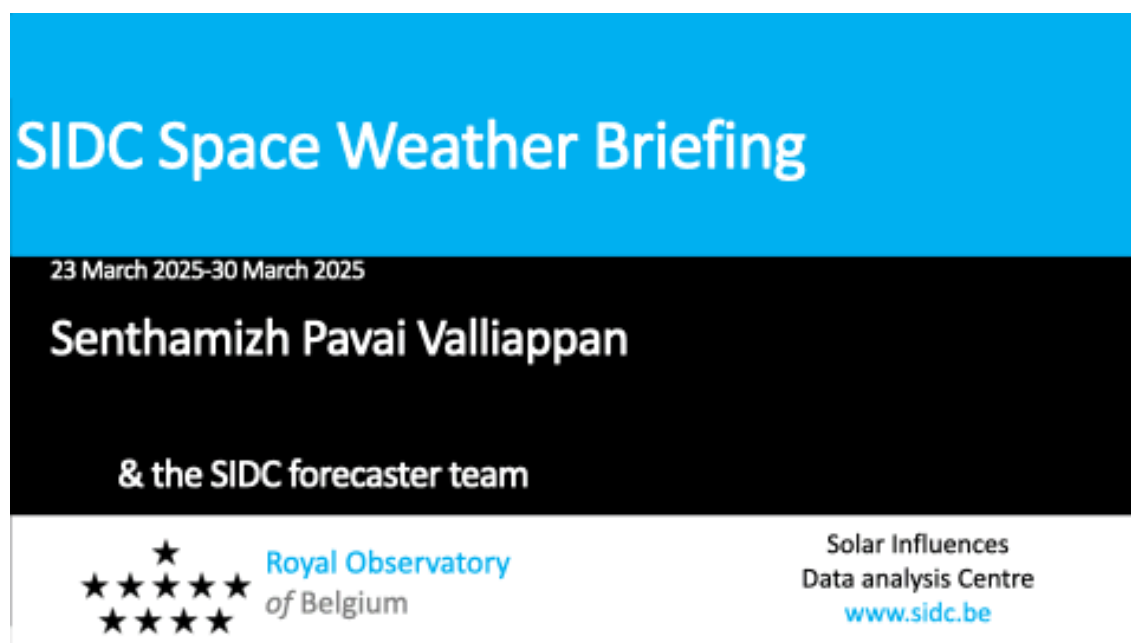 SIDC Space Weather Briefing
23 March 2025-30 March 2025
Senthamizh Pavai Valliappan
& the SIDC forecaster team
Royal Observatory
of Belgium
Solar Influences
Data analysis Centre
www.sidc.be